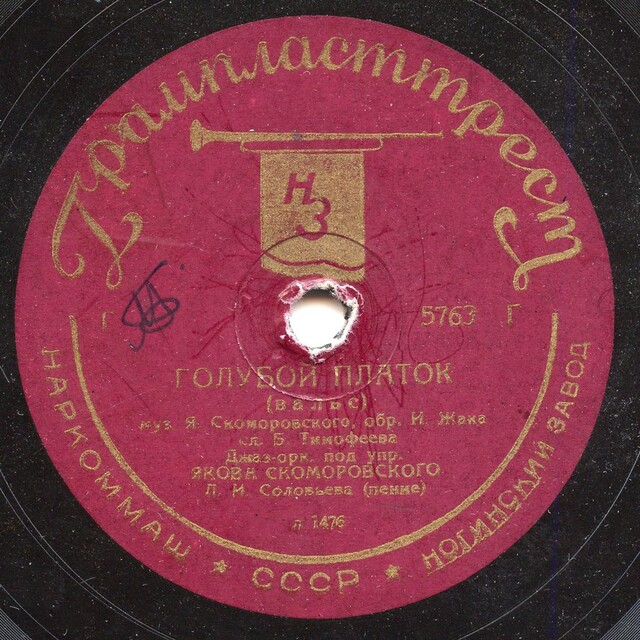 Грампласттрест
НЗ
Г 5763 Г
ГОЛУБОЙ ПЛАТОК
(вальс)
муз. Я. Скоморовского, обр. И. Жака
сл. Б. Тимофеева
Джаз-орк. под упр.
ЯКОВА СКОМОРОВСКОГО
Л. И. Соловьева (пение)
л 1476
НАРКОММАШ ★ СССР ★ НОГИНСКИЙ ЗАВОД